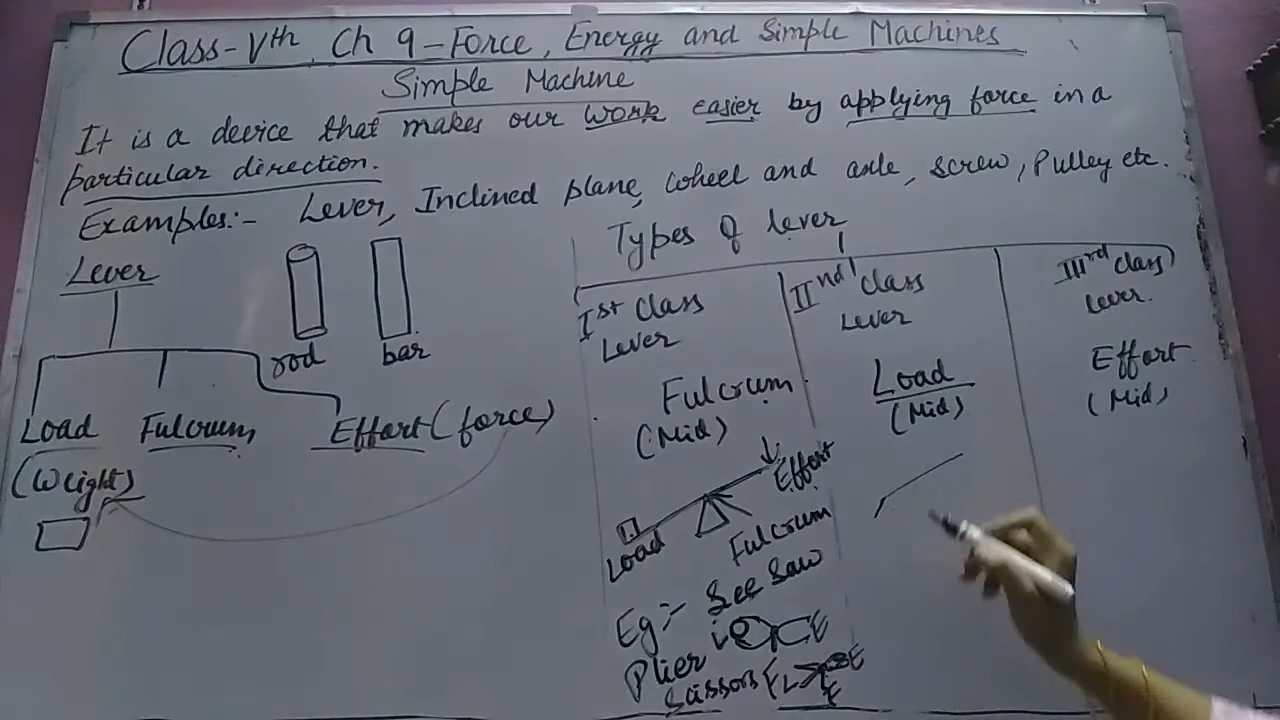 Class-Vth, Ch 9-Force, Energy and Simple Machines
Simple Machine
It is a device that makes our work easier by applying force in a
particular direction.
Examples:- Lever, Inclined plane, wheel and axle, screw, Pulley etc.
Lever
rod
bar
Load
(Weight)
Fulcrum,
Effort (force)
Types of lever
Ist Class
Lever
Fulcrum
(Mid)
Effort
Load
Fulcrum
Eg:- See Saw
Plier
E
Scissors
L
E
E
IInd Class
Lever
Load
(Mid)
IIIrd Class
Lever.
Effort
(Mid)